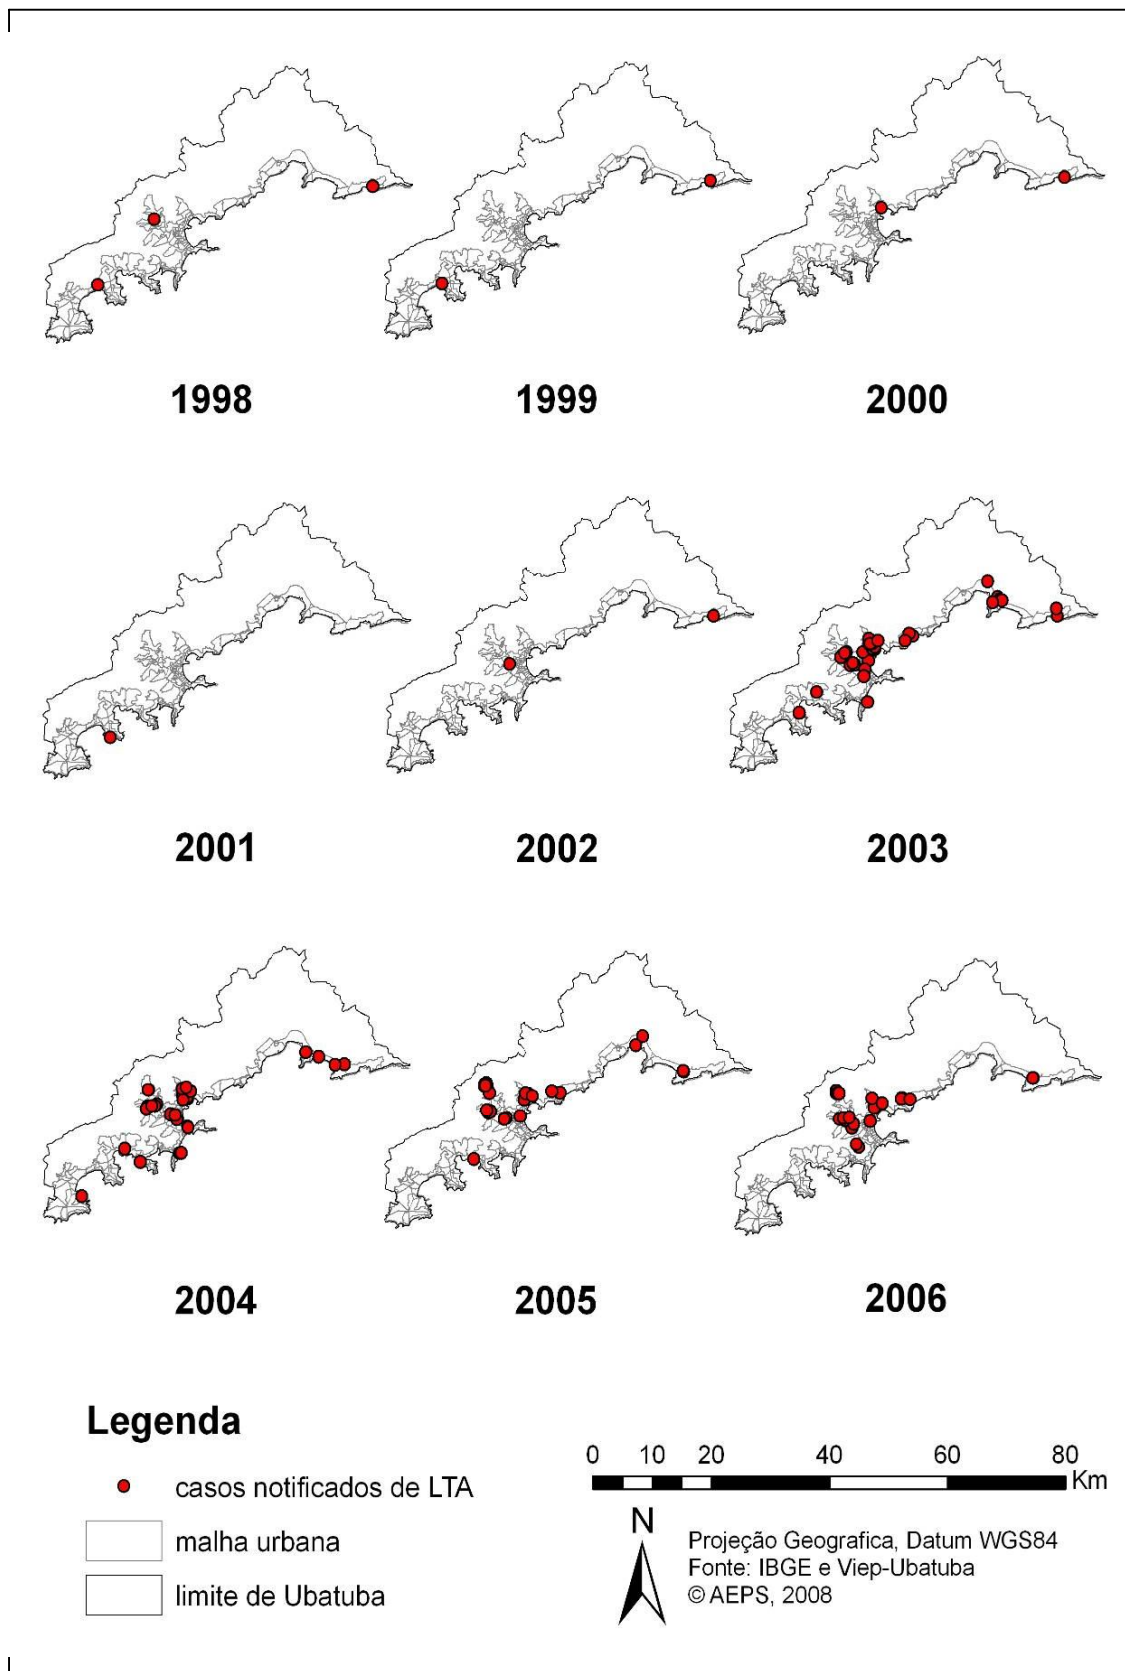 1998
1999
2000
2001
2002
2003
2004
2005
2006
Legenda
casos notificados de LTA
malha urbana
limite de Ubatuba
0 10 20 40 60 80
Km
N
Projeção Geografica, Datum WGS84
Fonte: IBGE e Viep-Ubatuba
© AEPS, 2008